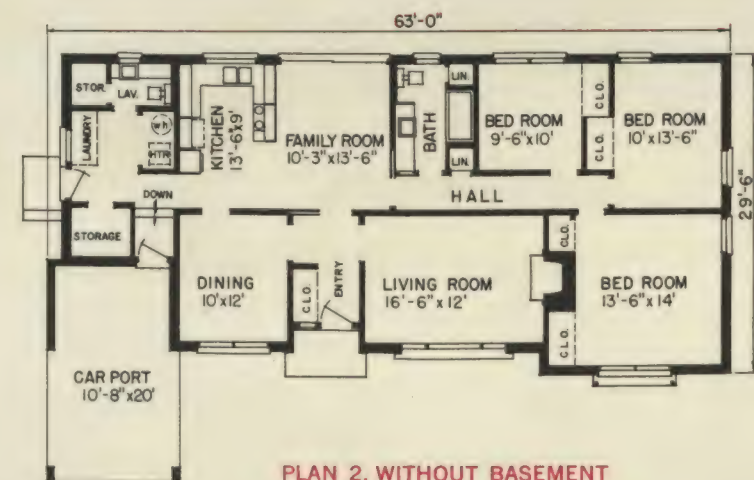 63'-0"
STOR.
LAV.
LAUNDRY
wh
HTR
DOWN
STORAGE
KITCHEN
13'-6"x9'
FAMILY ROOM
10'-3"x13'-6"
BATH
LIN.
LIN.
BED ROOM
9'-6"x10'
CLO.
CLO.
BED ROOM
10'x13'-6"
29'-6"
HALL
DINING
10'x12'
CLO.
ENTRY
LIVING ROOM
16'-6"x12'
CLO.
CLO.
BED ROOM
13'-6"x14'
CAR PORT
10'-8"x20'
PLAN 2. WITHOUT BASEMENT